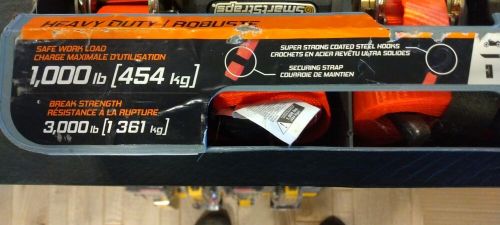 SmartStraps
HEAVY DUTY | ROBUSTE
SAFE WORK LOAD
CHARGE MAXIMALE D'UTILISATION
1,000 lb [454 kg]
BREAK STRENGTH
RÉSISTANCE À LA RUPTURE
3,000 lb [1 361 kg]
SUPER STRONG COATED STEEL HOOKS
CROCHETS EN ACIER REVÊTU ULTRA SOLIDES
SECURING STRAP
COURROIE DE MAINTIEN